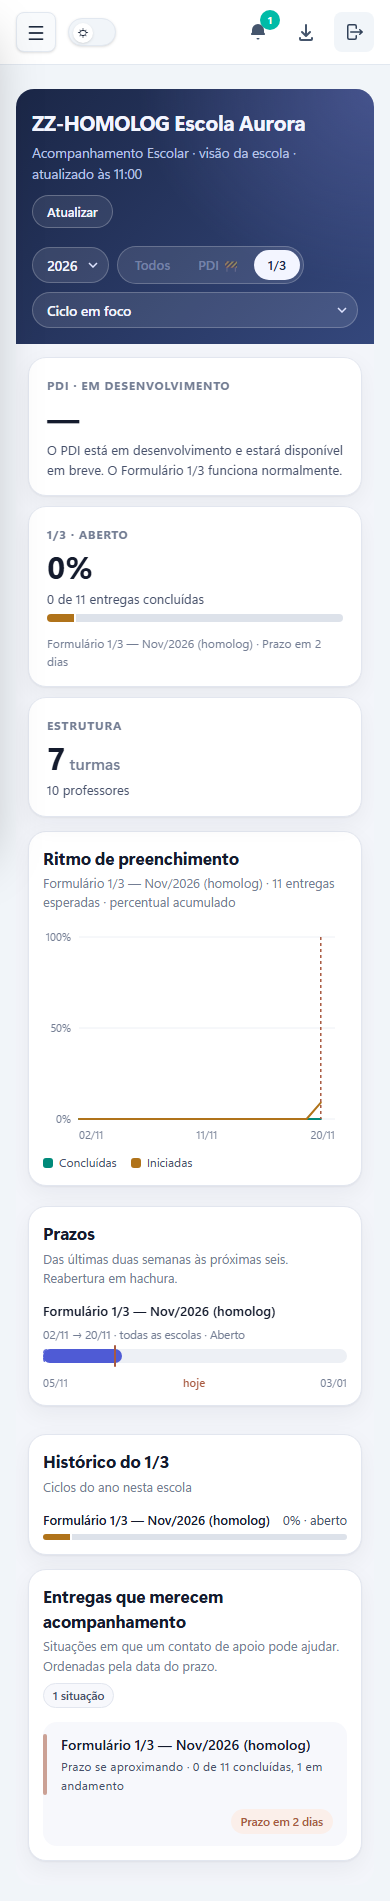 1
ZZ-HOMOLOG Escola Aurora
Acompanhamento Escolar · visão da escola ·
atualizado às 11:00
Atualizar
2026
Todos
PDI
1/3
Ciclo em foco
PDI · EM DESENVOLVIMENTO
—
O PDI está em desenvolvimento e estará disponível
em breve. O Formulário 1/3 funciona normalmente.
1/3 · ABERTO
0%
0 de 11 entregas concluídas
Formulário 1/3 — Nov/2026 (homolog) · Prazo em 2
dias
ESTRUTURA
7 turmas
10 professores
Ritmo de preenchimento
Formulário 1/3 — Nov/2026 (homolog) · 11 entregas
esperadas · percentual acumulado
100%
50%
0%
02/11 11/11 20/11
Concluídas Iniciadas
Prazos
Das últimas duas semanas às próximas seis.
Reabertura em hachura.
Formulário 1/3 — Nov/2026 (homolog)
02/11 → 20/11 · todas as escolas · Aberto
05/11 hoje 03/01
Histórico do 1/3
Ciclos do ano nesta escola
Formulário 1/3 — Nov/2026 (homolog) 0% · aberto
Entregas que merecem
acompanhamento
Situações em que um contato de apoio pode ajudar.
Ordenadas pela data do prazo.
1 situação
Formulário 1/3 — Nov/2026 (homolog)
Prazo se aproximando · 0 de 11 concluídas, 1 em
andamento
Prazo em 2 dias